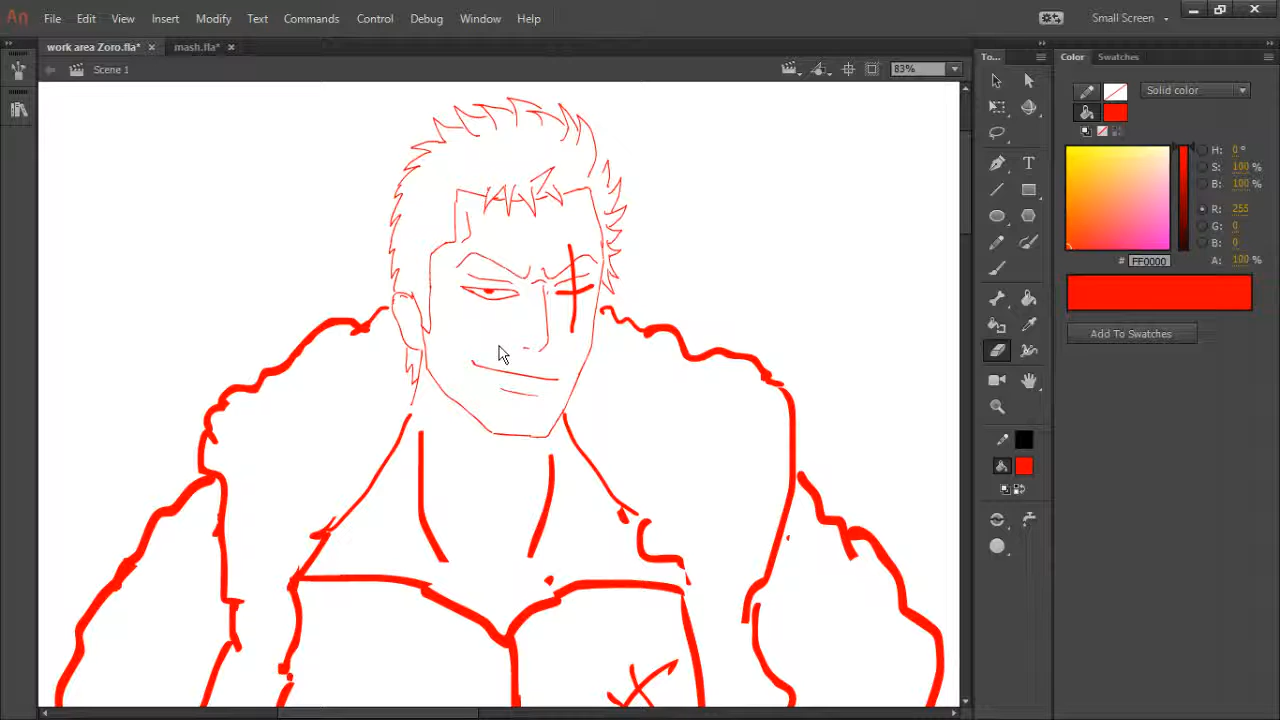 An File Edit View Insert Modify Text Commands Control Debug Window Help Small Screen
work area Zoro.fla* × mash.fla* ×
To... Color Swatches
Scene 1 83%
Solid color
H: 0 °
S: 100 %
B: 100 %
R: 255
G: 0
B: 0
# FF0000 A: 100 %
Add To Swatches
T